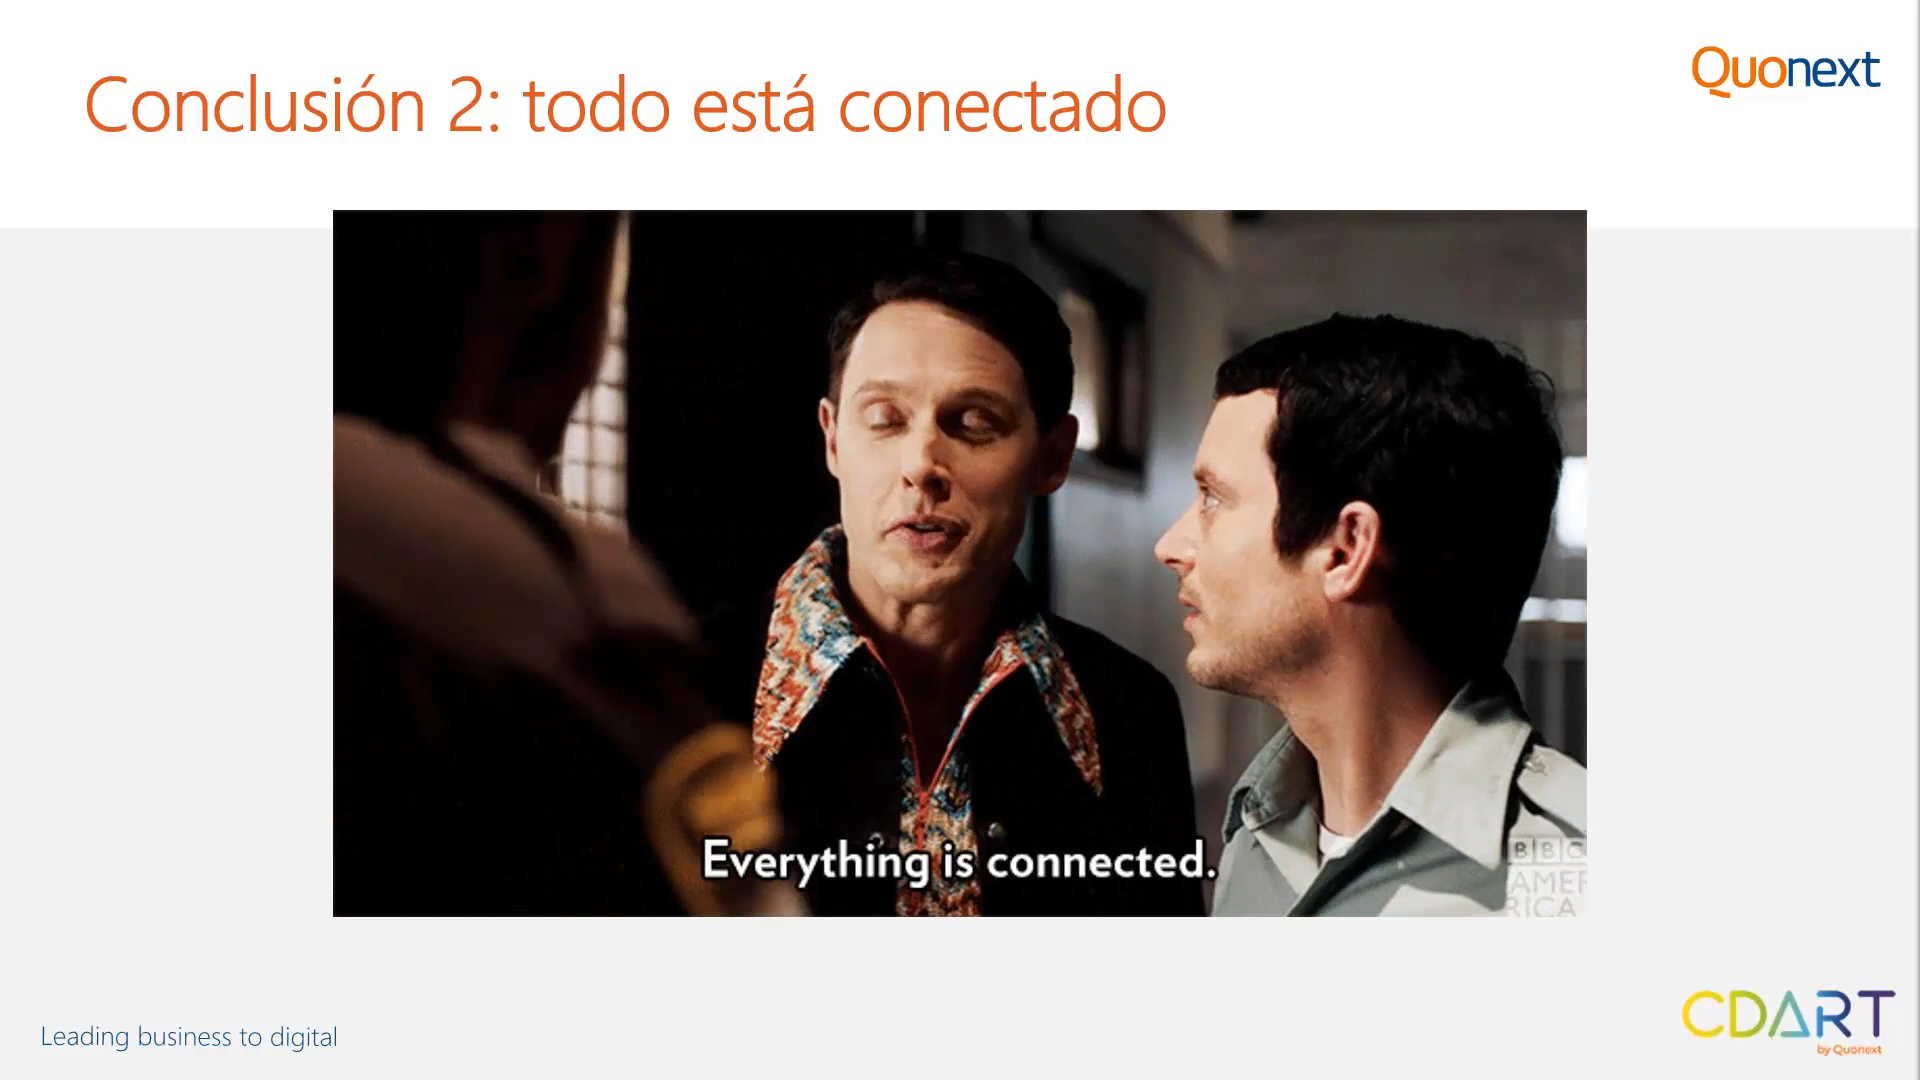 Conclusión 2: todo está conectado
Quonext
Everything is connected.
BBC
AMER
RICA
Leading business to digital
CDART
by Quonext